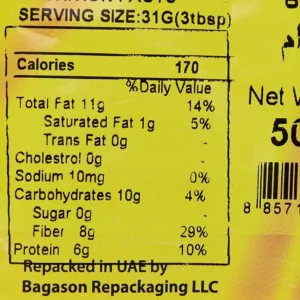 SERVING SIZE:31G(3tbsp)
Calories 170
%Daily Value
Total Fat 11g 14%
Saturated Fat 1g 5%
Trans Fat 0g -
Cholestrol 0g -
Sodium 10mg 0%
Carbohydrates 10g 4%
Sugar 0g -
Fiber 8g 29%
Protein 6g 10%
Repacked in UAE by
Bagason Repackaging LLC
Net
50
8 8571